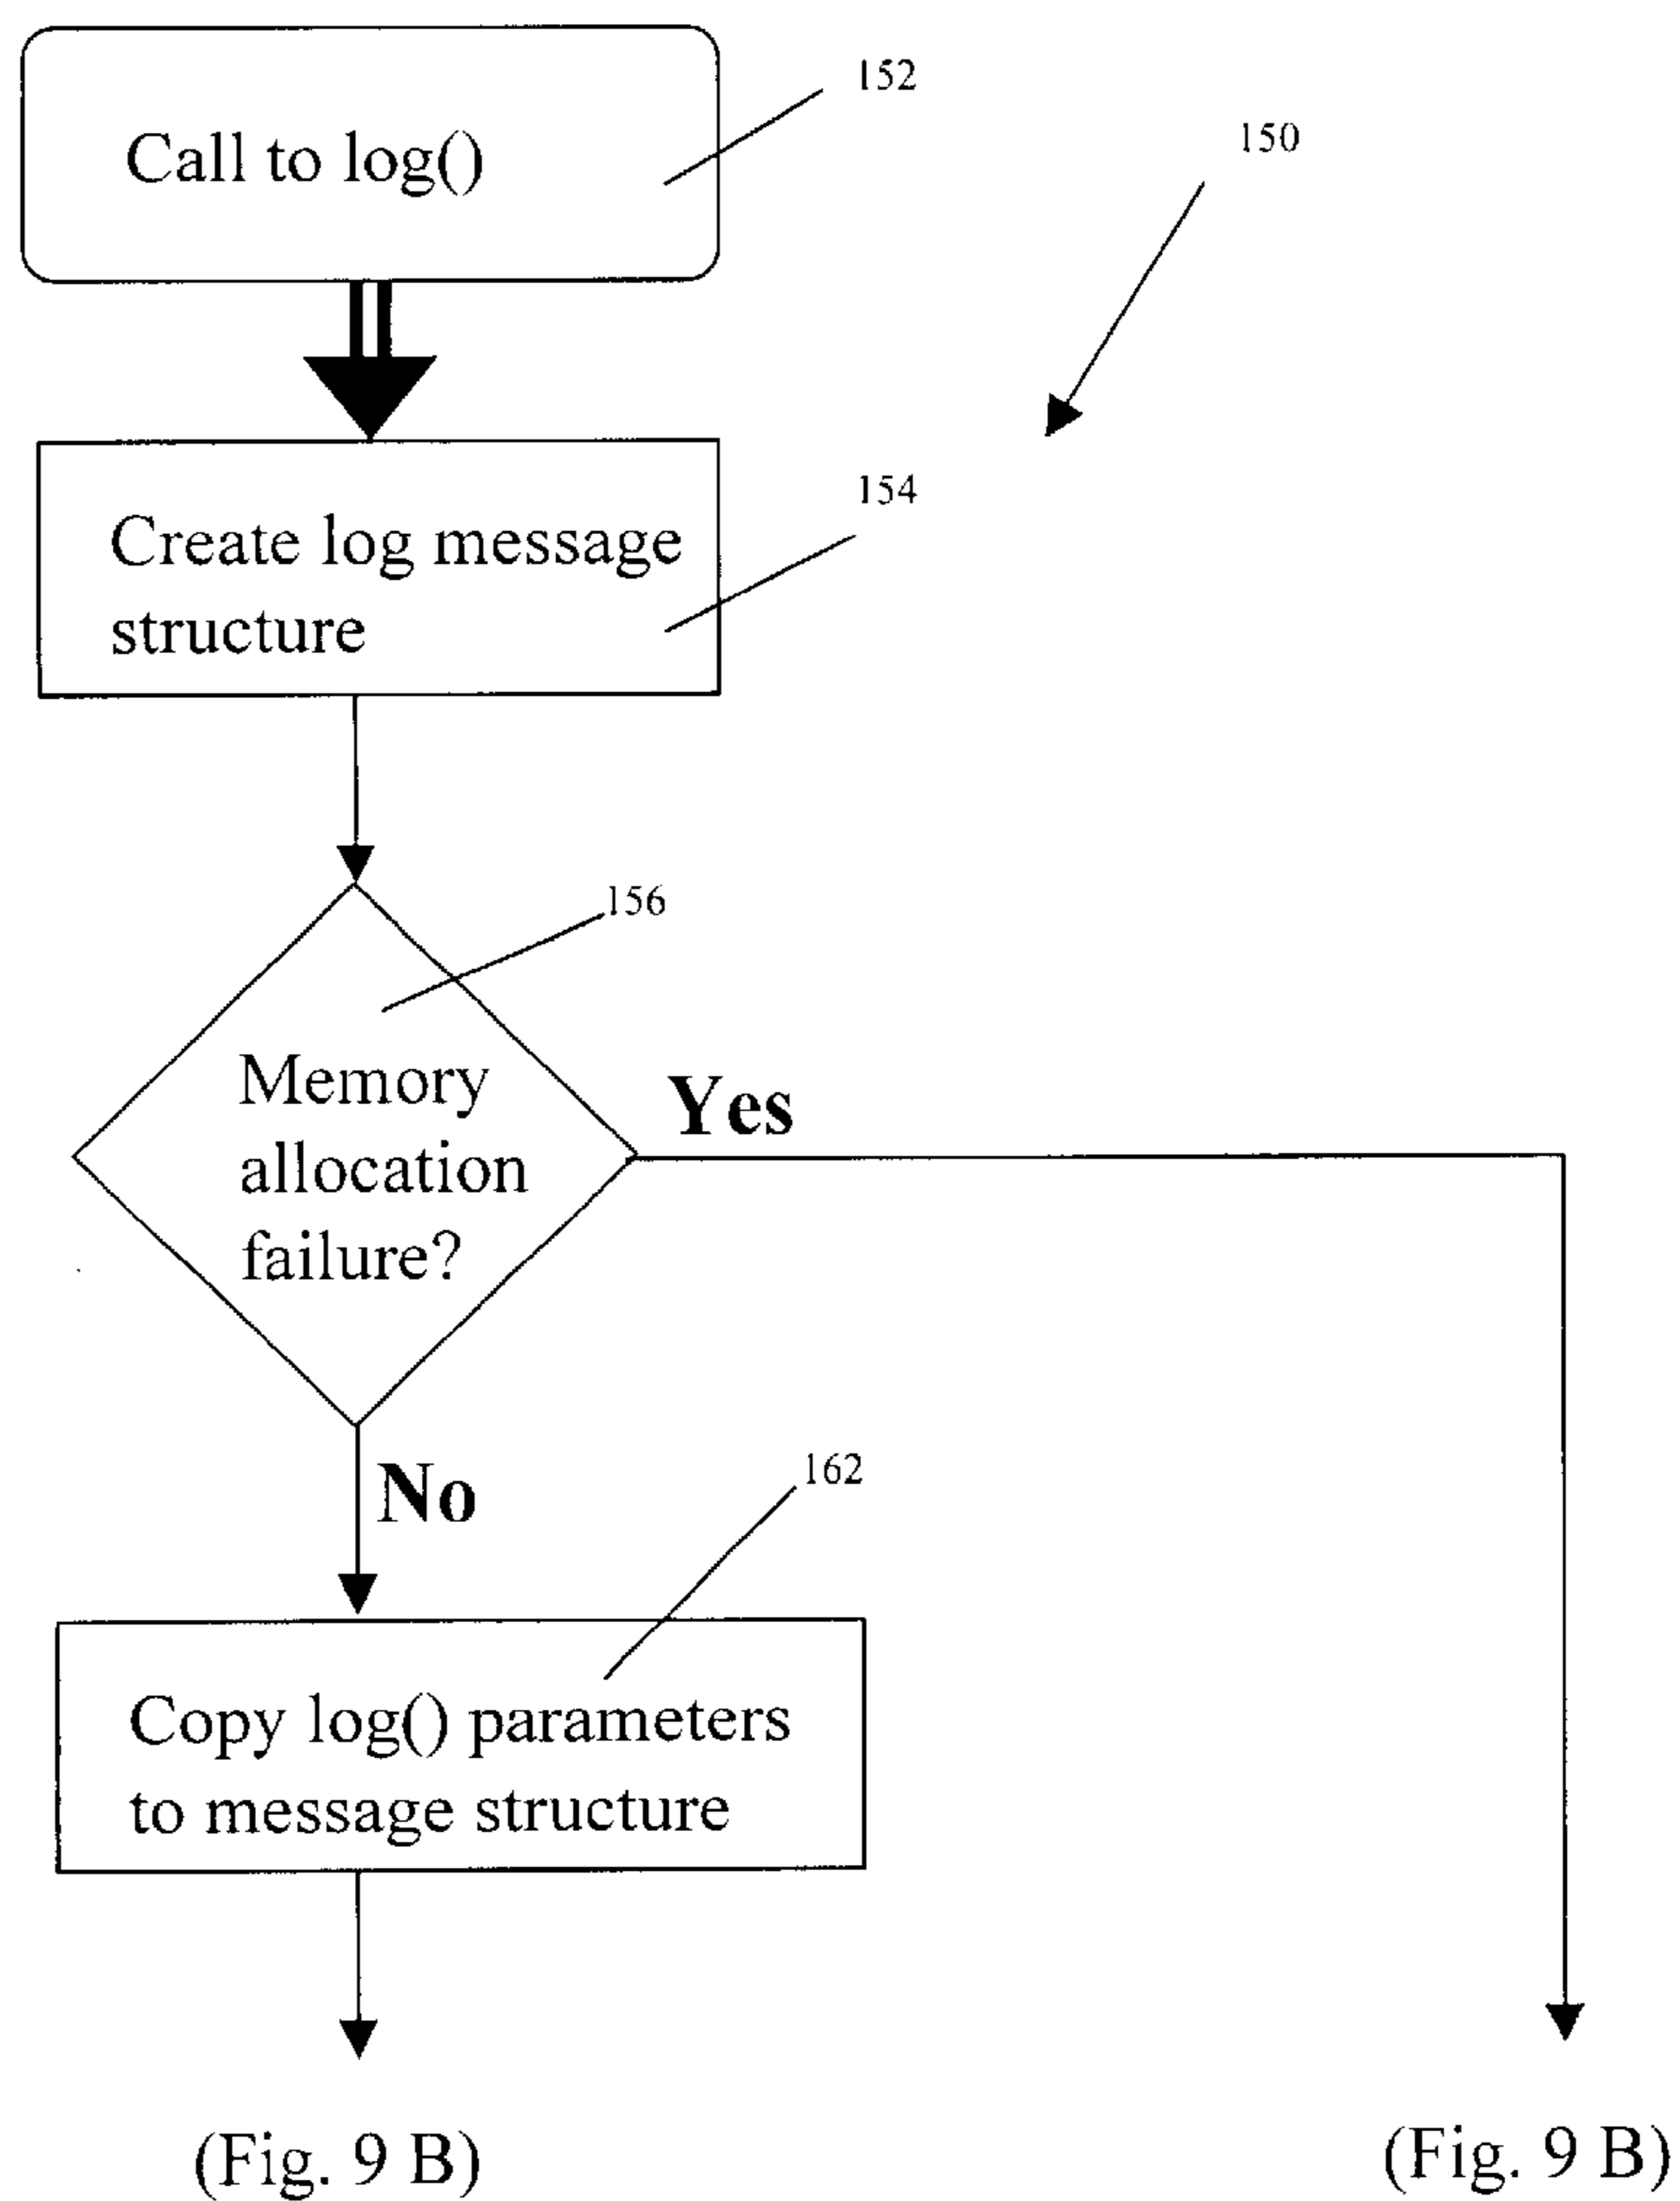 152
Call to log()
150
154
Create log message
structure
156
Memory
allocation
failure?
Yes
No
162
Copy log() parameters
to message structure
(Fig. 9 B)
(Fig. 9 B)